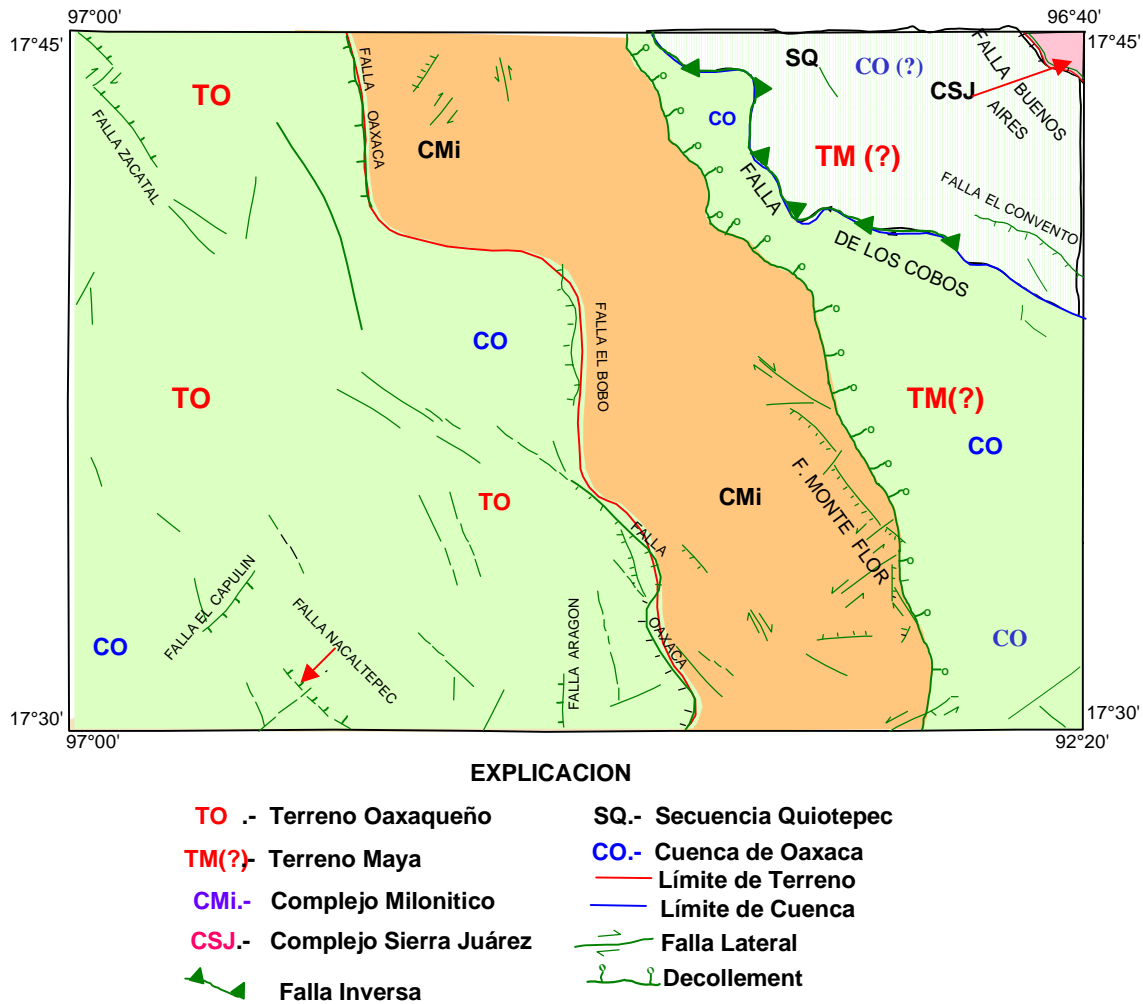 97°00'
96°40'
17°45'
17°45'
SQ
CO (?)
FALLA BUENOS
AIRES
CSJ
TO
FALLA OAXACA
FALLA ZACATAL
CMi
CO
TM (?)
FALLA
DE LOS COBOS
FALLA EL CONVENTO
CO
FALLA EL BOBO
TO
TM(?)
CO
TO
CMi
F. MONTE FLOR
FALLA
OAXACA
FALLA EL CAPULIN
FALLA NACALTEPEC
FALLA ARAGON
CO
CO
17°30'
17°30'
97°00'
92°20'
EXPLICACION
TO .- Terreno Oaxaqueño
TM(?).- Terreno Maya
CMi.- Complejo Milonitico
CSJ.- Complejo Sierra Juárez
Falla Inversa
SQ.- Secuencia Quiotepec
CO.- Cuenca de Oaxaca
Límite de Terreno
Límite de Cuenca
Falla Lateral
Decollement